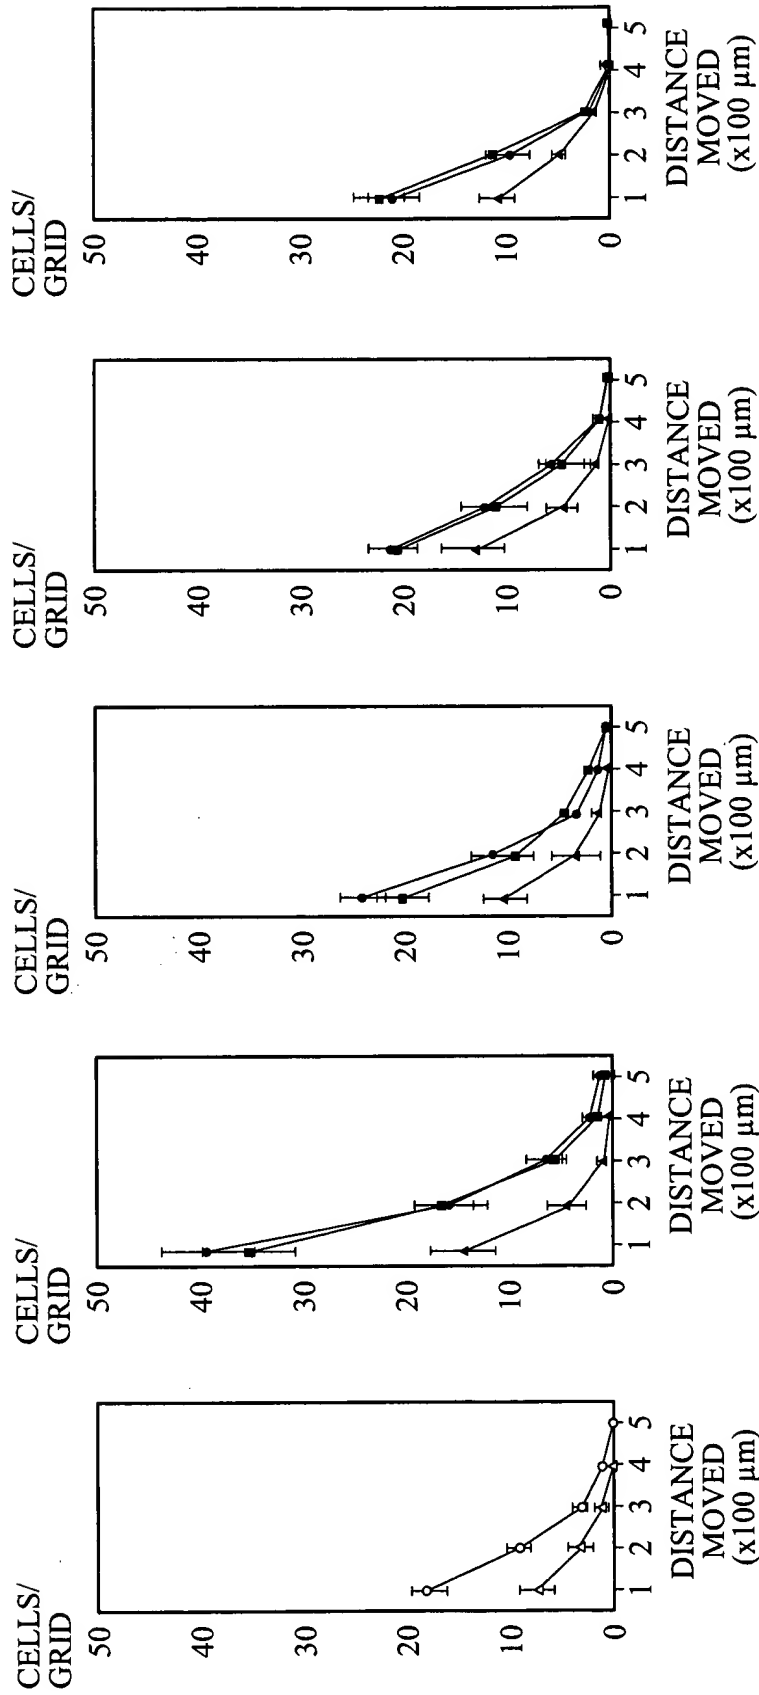 CELLS/
GRID
50
40
30
20
10
0
1 2 3 4 5
DISTANCE
MOVED
(x100 µm)
CELLS/
GRID
50
40
30
20
10
0
1 2 3 4 5
DISTANCE
MOVED
(x100 µm)
CELLS/
GRID
50
40
30
20
10
0
1 2 3 4 5
DISTANCE
MOVED
(x100 µm)
CELLS/
GRID
50
40
30
20
10
0
1 2 3 4 5
DISTANCE
MOVED
(x100 µm)
CELLS/
GRID
50
40
30
20
10
0
1 2 3 4 5
DISTANCE
MOVED
(x100 µm)